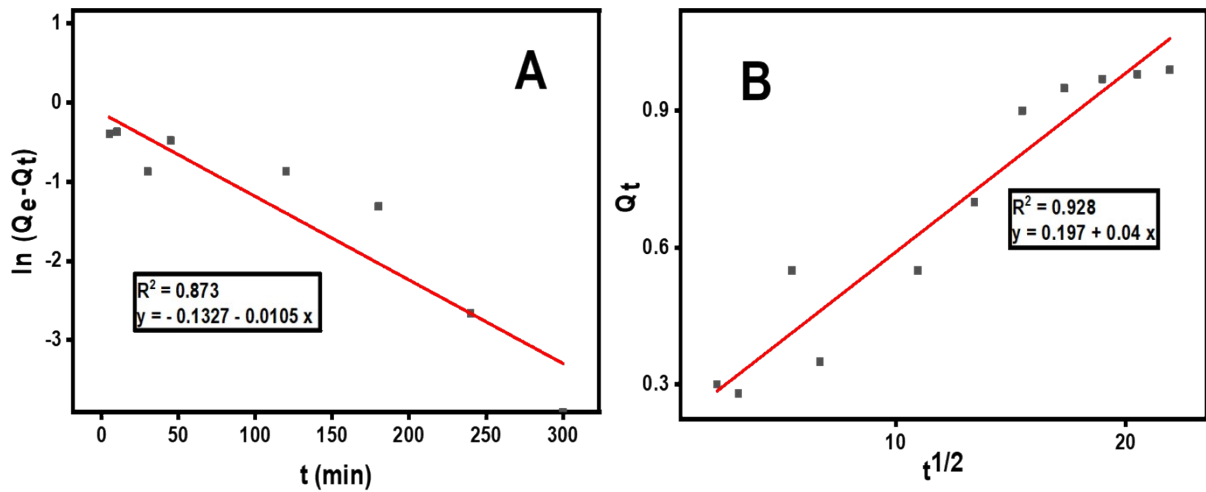 A
1
0
-1
-2
-3
ln (Qe-Qt)
R² = 0.873
y = - 0.1327 - 0.0105 x
0 50 100 150 200 250 300
t (min)
B
0.9
0.6
0.3
Qt
R² = 0.928
y = 0.197 + 0.04 x
10 20
t^1/2